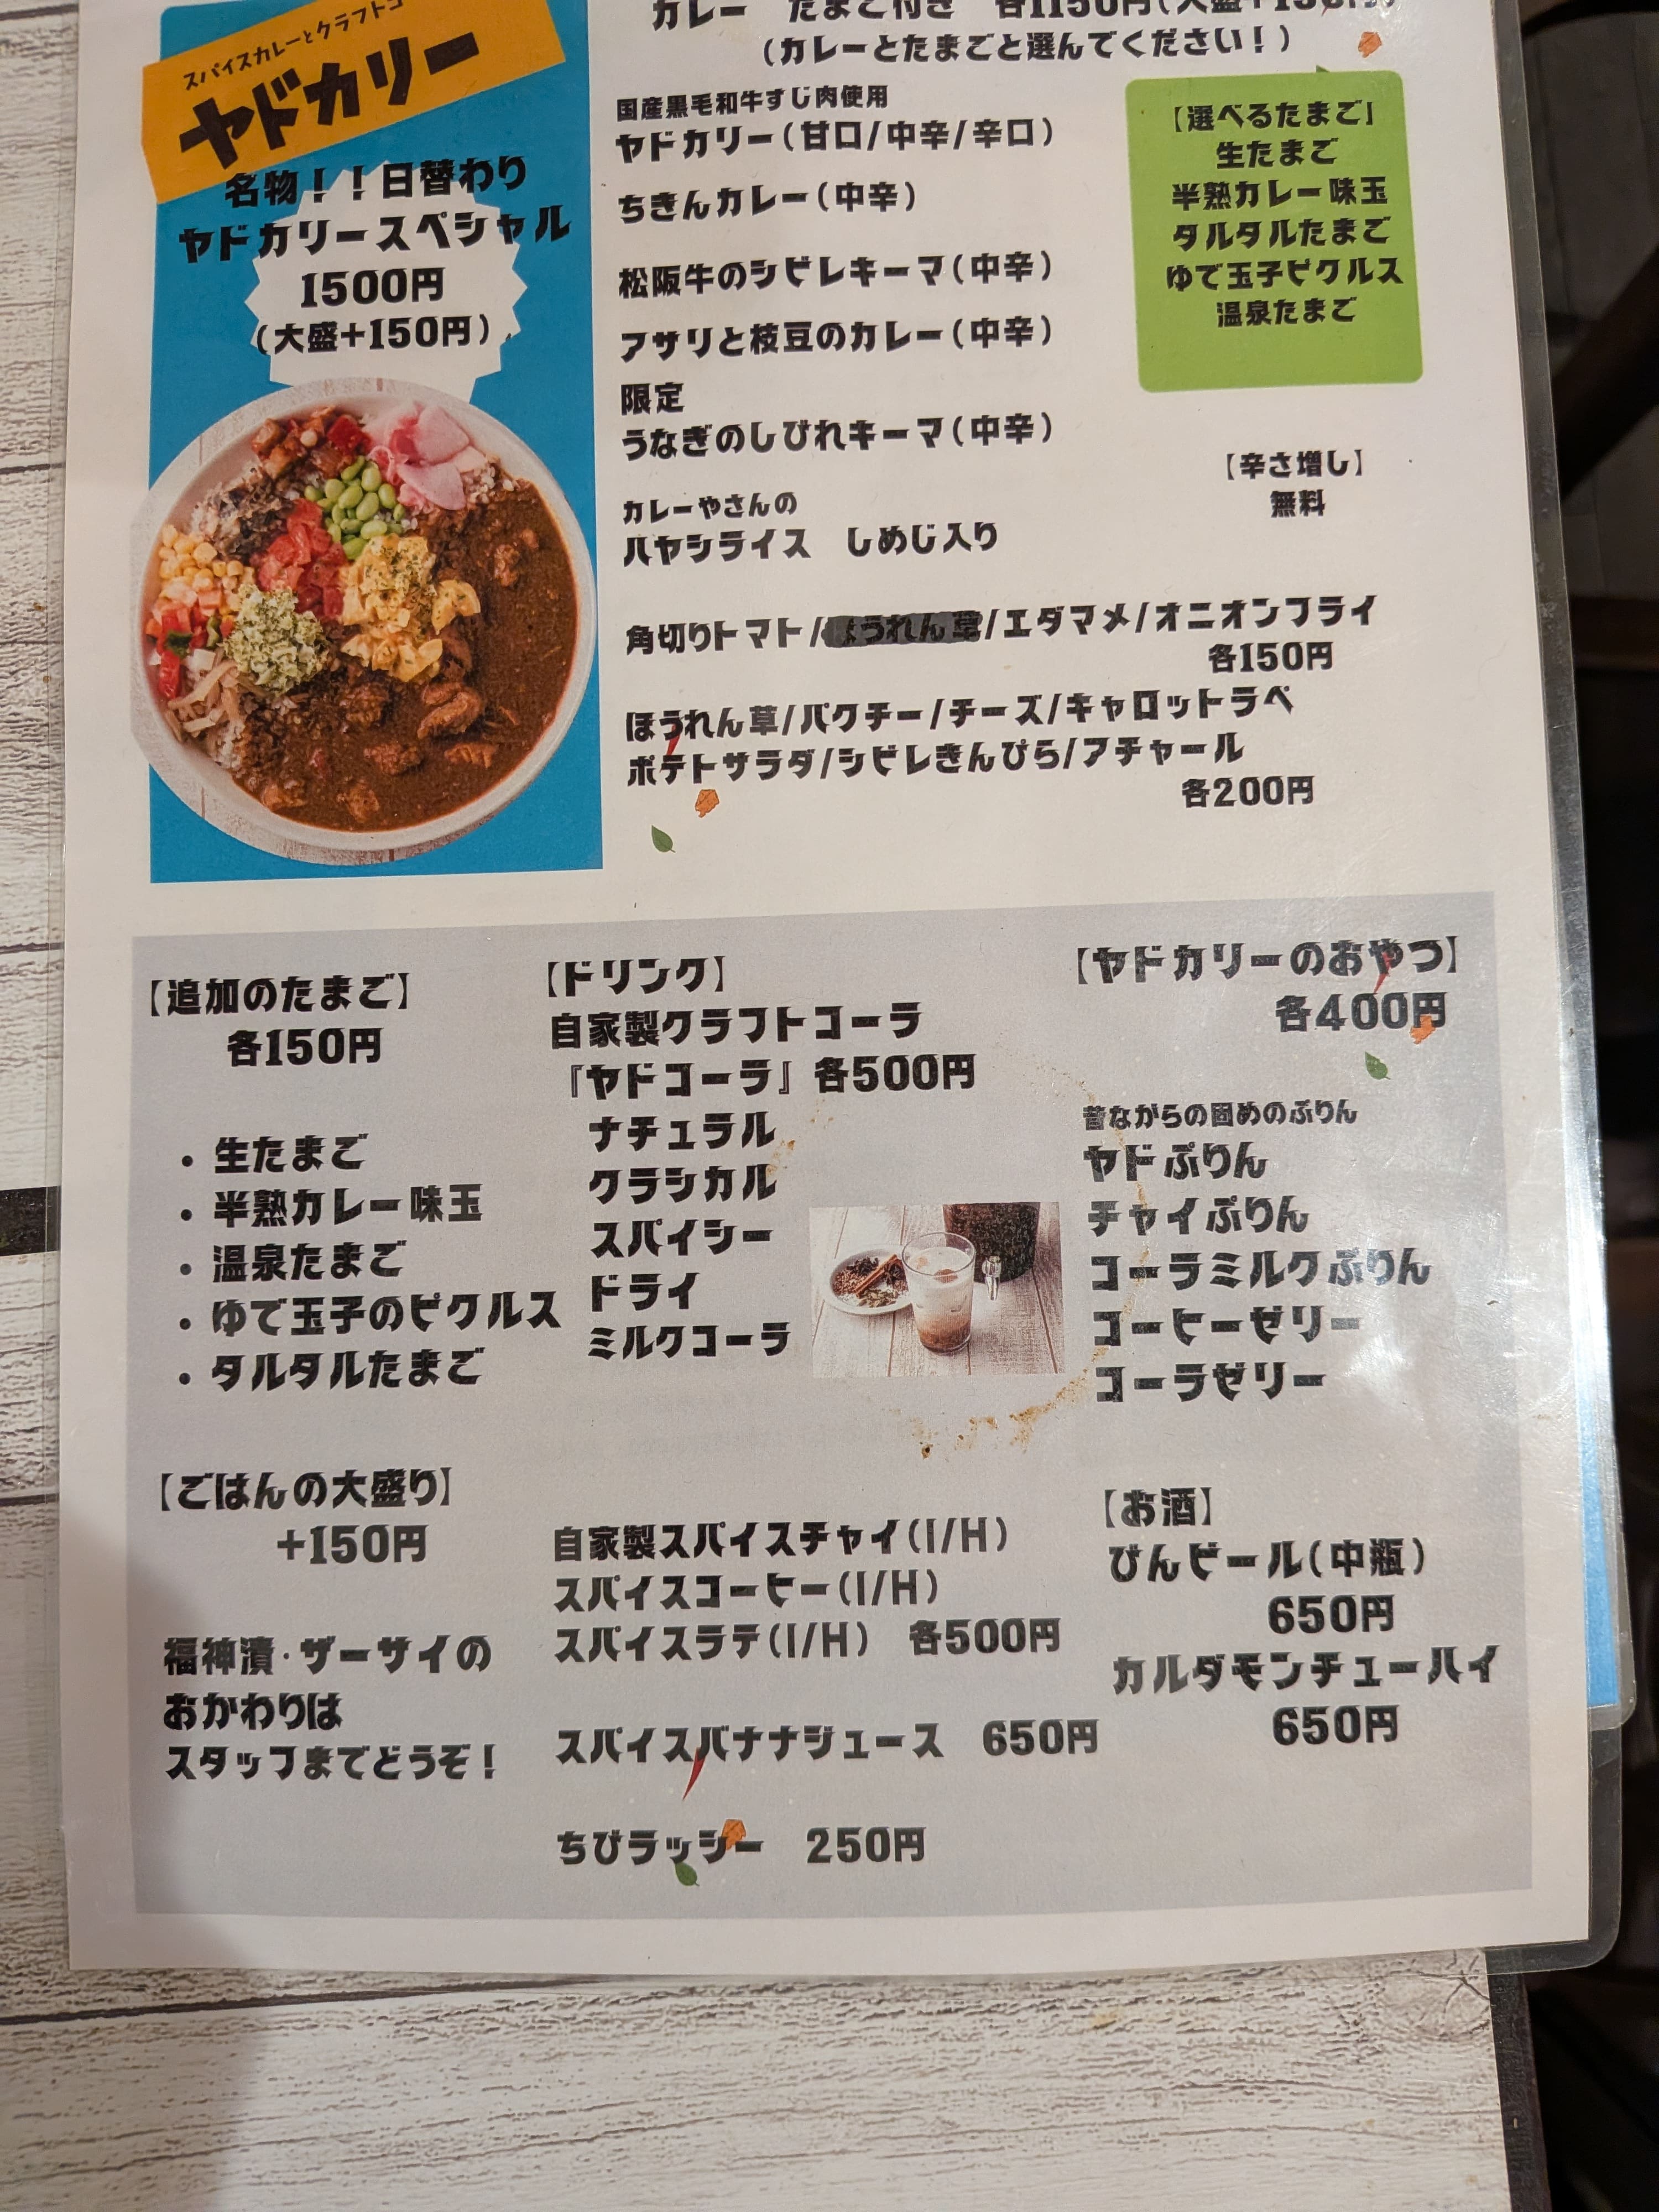 スパイスカレーとクラフトコ
ヤドカリー
名物！！日替わり
ヤドカリースペシャル
1500円
（大盛+150円）
カレー　たまご付き　各1150円（大盛+150円）
（カレーとたまごと選んでください！）
国産黒毛和牛すじ肉使用
ヤドカリー（甘口/中辛/辛口）
ちきんカレー（中辛）
松阪牛のシビレキーマ（中辛）
アサリと枝豆のカレー（中辛）
限定
うなぎのしびれキーマ（中辛）
カレーやさんの
ハヤシライス　しめじ入り
【選べるたまご】
生たまご
半熟カレー味玉
タルタルたまご
ゆで玉子ピクルス
温泉たまご
【辛さ増し】
無料
角切りトマト/ほうれん草/エダマメ/オニオンフライ
各150円
ほうれん草/パクチー/チーズ/キャロットラペ
ポテトサラダ/シビレきんぴら/アチャール
各200円
【追加のたまご】
各150円
・生たまご
・半熟カレー味玉
・温泉たまご
・ゆで玉子のピクルス
・タルタルたまご
【ごはんの大盛り】
+150円
福神漬・ザーサイの
おかわりは
スタッフまでどうぞ！
【ドリンク】
自家製クラフトコーラ
『ヤドコーラ』各500円
ナチュラル
クラシカル
スパイシー
ドライ
ミルクコーラ
自家製スパイスチャイ（I/H）
スパイスコーヒー（I/H）
スパイスラテ（I/H）　各500円
スパイスバナナジュース　650円
ちびラッシー　250円
【ヤドカリーのおやつ】
各400円
昔ながらの固めのぷりん
ヤドぷりん
チャイぷりん
コーラミルクぷりん
コーヒーゼリー
コーラゼリー
【お酒】
びんビール（中瓶）
650円
カルダモンチューハイ
650円